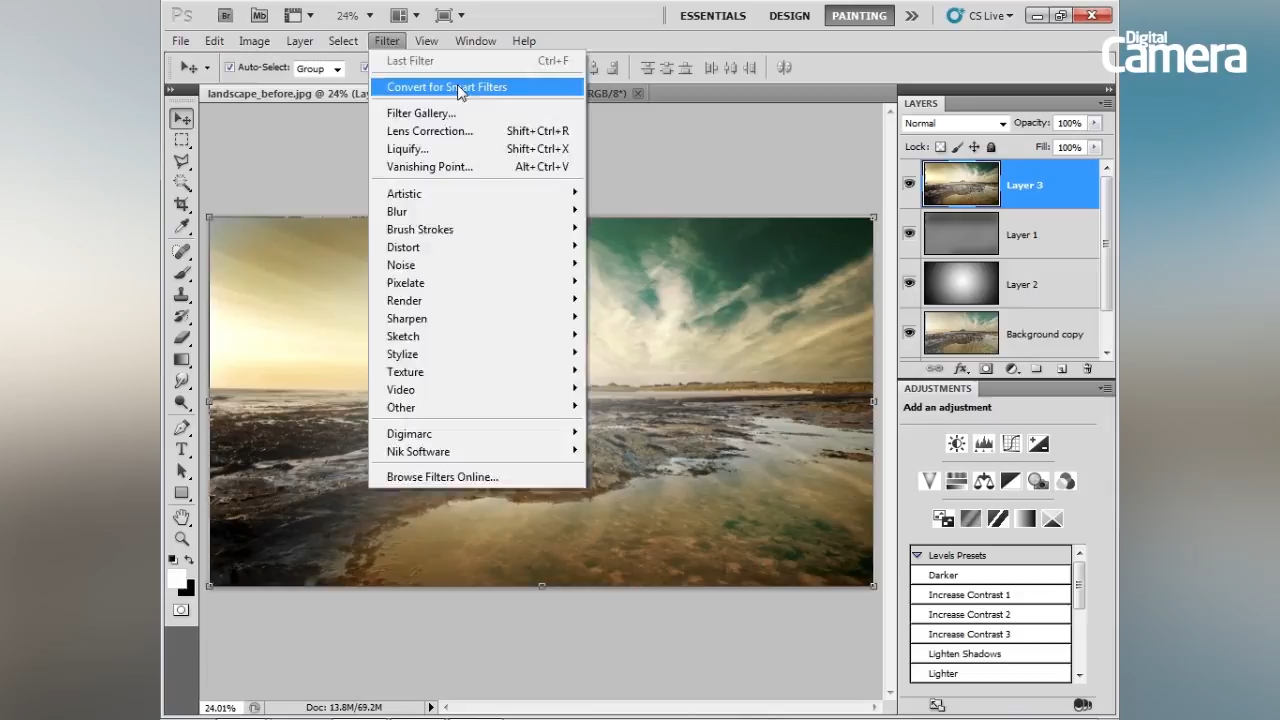 Digital
Camera
Ps Br Mb 24% ESSENTIALS DESIGN PAINTING CS Live
File Edit Image Layer Select Filter View Window Help
Auto-Select: Group
landscape_before.jpg @ 24% RGB/8*)
Last Filter Ctrl+F
Convert for Smart Filters
Filter Gallery...
Lens Correction... Shift+Ctrl+R
Liquify... Shift+Ctrl+X
Vanishing Point... Alt+Ctrl+V
Artistic
Blur
Brush Strokes
Distort
Noise
Pixelate
Render
Sharpen
Sketch
Stylize
Texture
Video
Other
Digimarc
Nik Software
Browse Filters Online...
LAYERS
Normal Opacity: 100%
Lock: Fill: 100%
Layer 3
Layer 1
Layer 2
Background copy
fx
ADJUSTMENTS
Add an adjustment
Levels Presets
Darker
Increase Contrast 1
Increase Contrast 2
Increase Contrast 3
Lighten Shadows
Lighter
24.01% Doc: 13.8M/69.2M